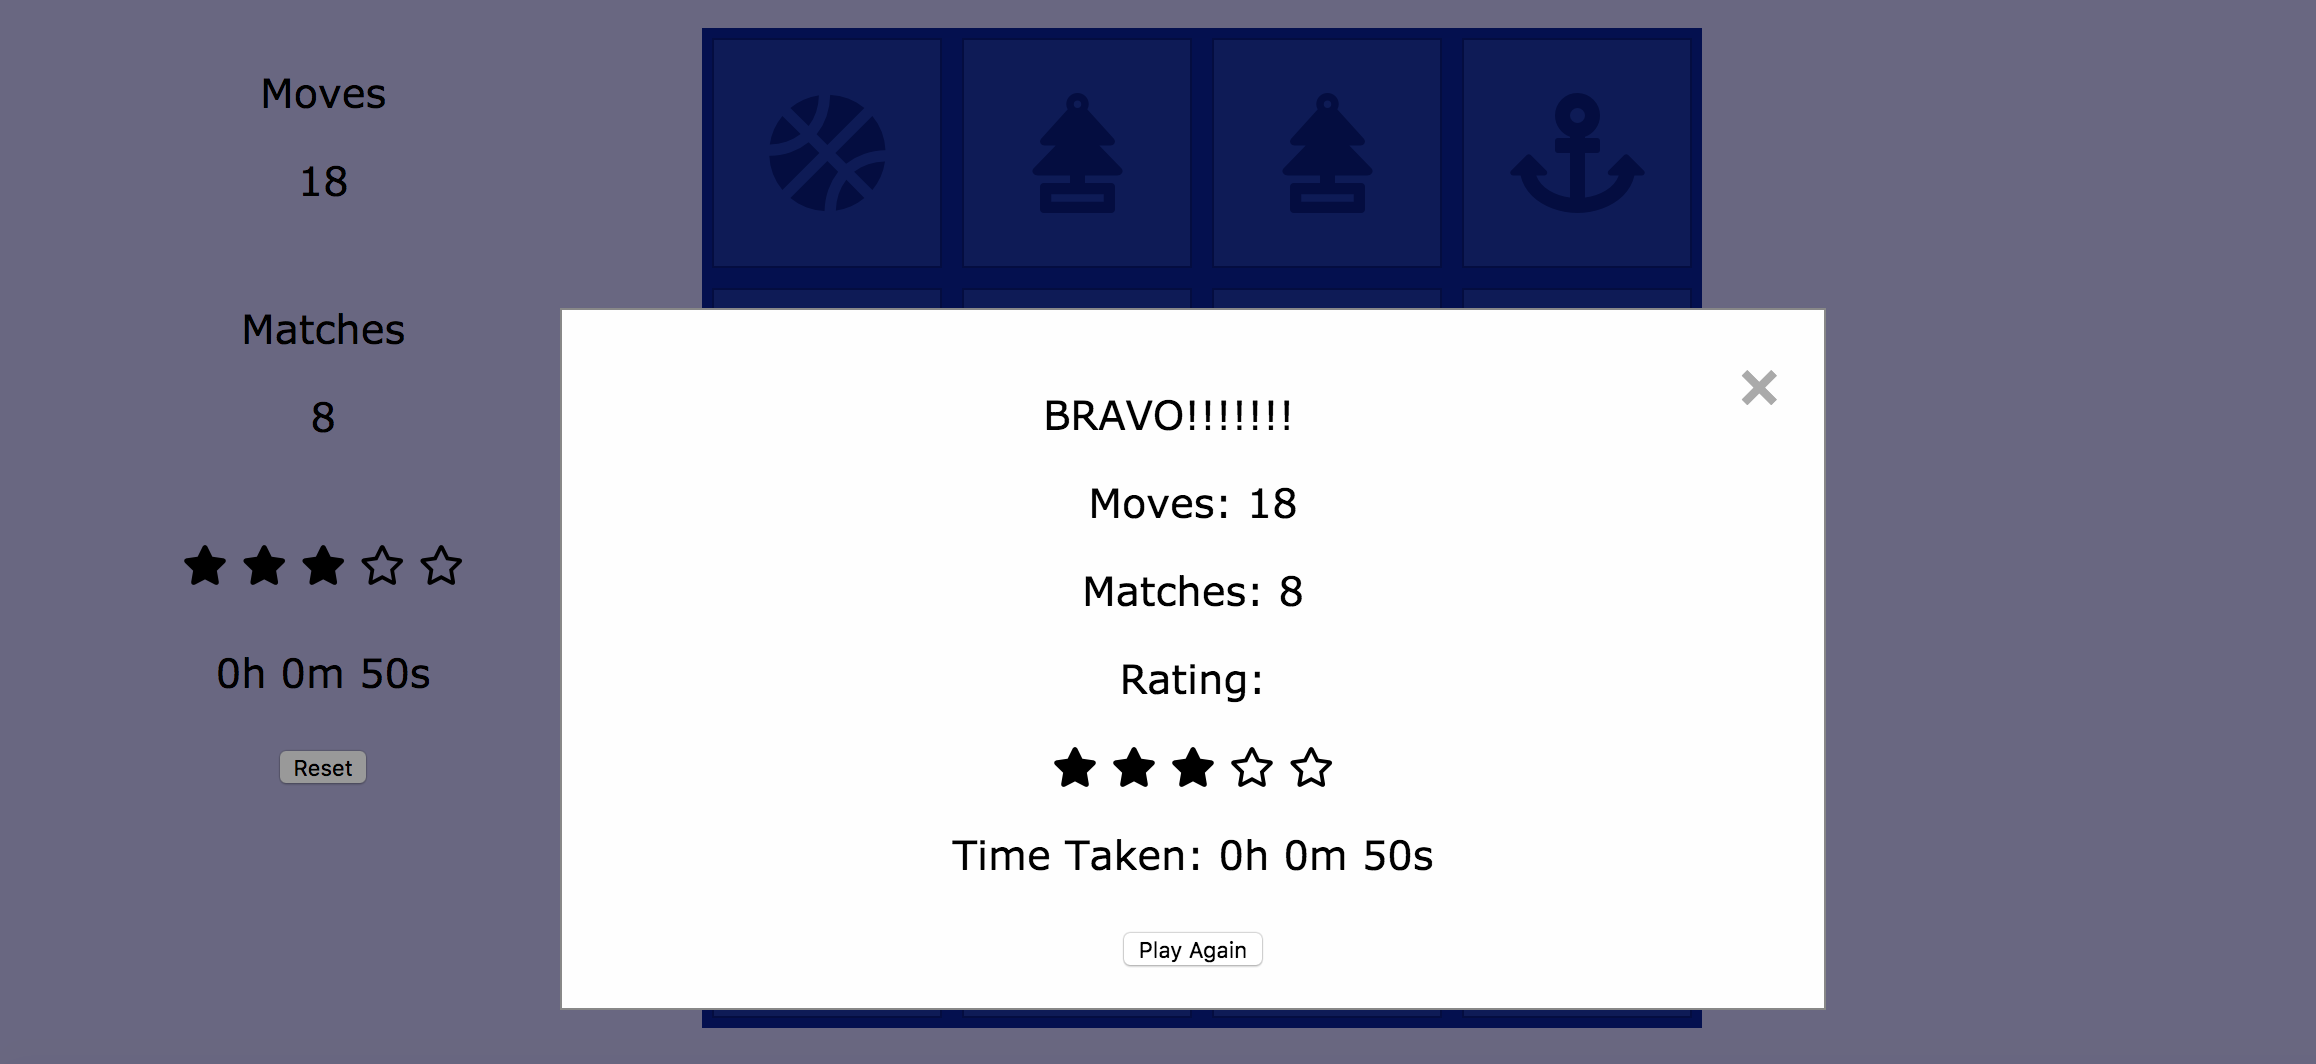 Moves
18
Matches
8
0h 0m 50s
Reset
BRAVO!!!!!!!
Moves: 18
Matches: 8
Rating:
Time Taken: 0h 0m 50s
Play Again